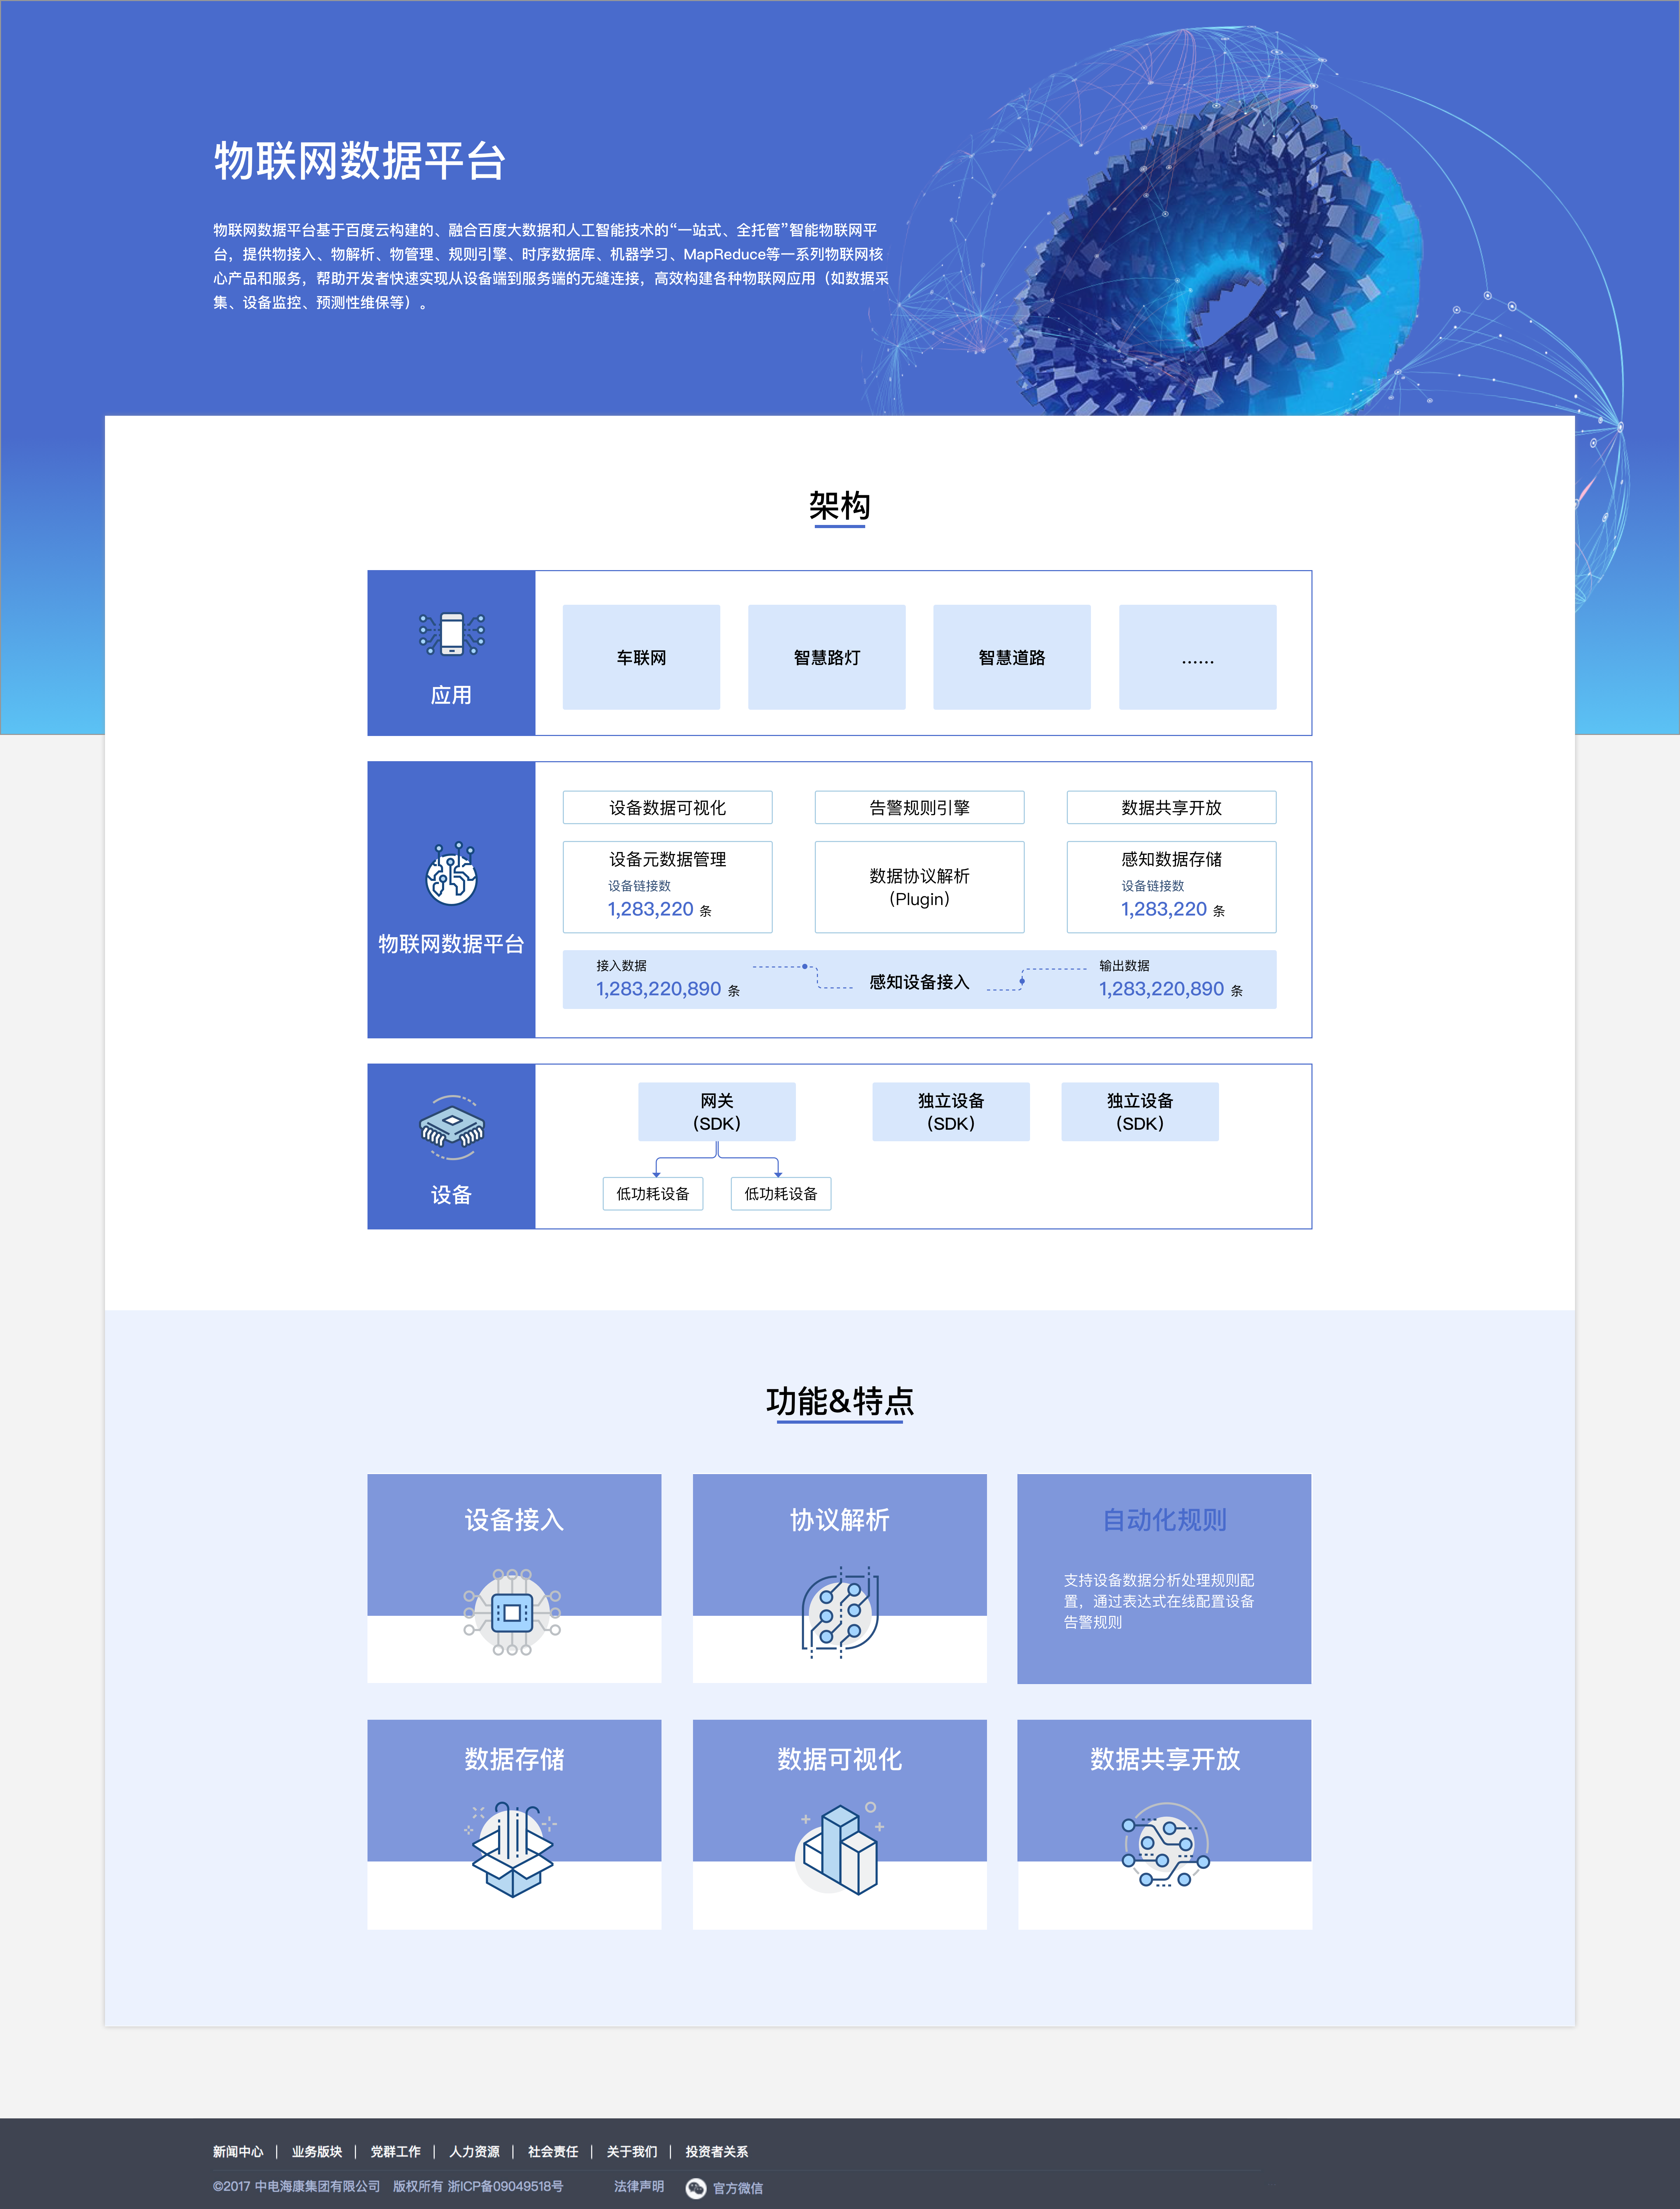 物联网数据平台
物联网数据平台基于百度云构建的、融合百度大数据和人工智能技术的“一站式、全托管”智能物联网平
台，提供物接入、物解析、物管理、规则引擎、时序数据库、机器学习、MapReduce等一系列物联网核
心产品和服务，帮助开发者快速实现从设备端到服务端的无缝连接，高效构建各种物联网应用（如数据采
集、设备监控、预测性维保等）。
架构
应用
车联网
智慧路灯
智慧道路
......
物联网数据平台
设备数据可视化
告警规则引擎
数据共享开放
设备元数据管理
设备链接数
1,283,220 条
数据协议解析
（Plugin）
感知数据存储
设备链接数
1,283,220 条
接入数据
1,283,220,890 条
感知设备接入
输出数据
1,283,220,890 条
设备
网关
（SDK）
独立设备
（SDK）
独立设备
（SDK）
低功耗设备
低功耗设备
功能&特点
设备接入
协议解析
自动化规则
支持设备数据分析处理规则配
置，通过表达式在线配置设备
告警规则
数据存储
数据可视化
数据共享开放
新闻中心 | 业务版块 | 党群工作 | 人力资源 | 社会责任 | 关于我们 | 投资者关系
©2017 中电海康集团有限公司 版权所有 浙ICP备09049518号 法律声明 官方微信